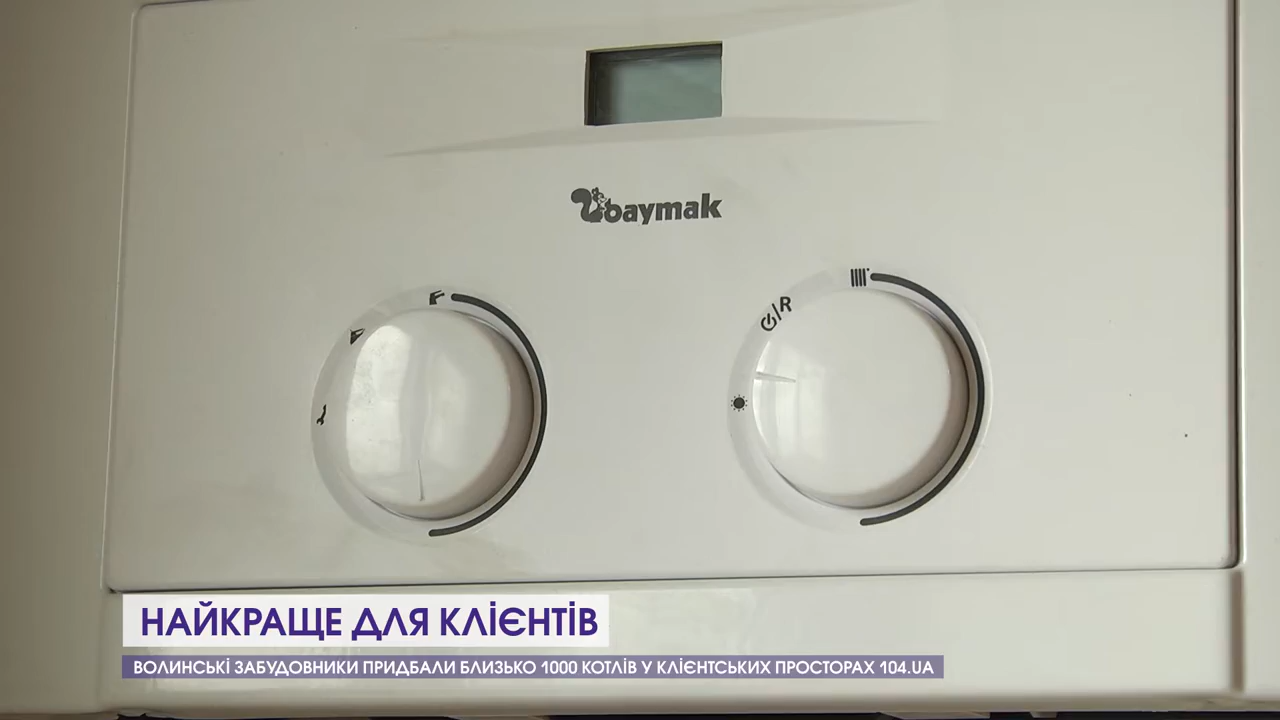 baymak
/R
НАЙКРАЩЕ ДЛЯ КЛІЄНТІВ
ВОЛИНСЬКІ ЗАБУДОВНИКИ ПРИДБАЛИ БЛИЗЬКО 1000 КОТЛІВ У КЛІЄНТСЬКИХ ПРОСТОРАХ 104.UA